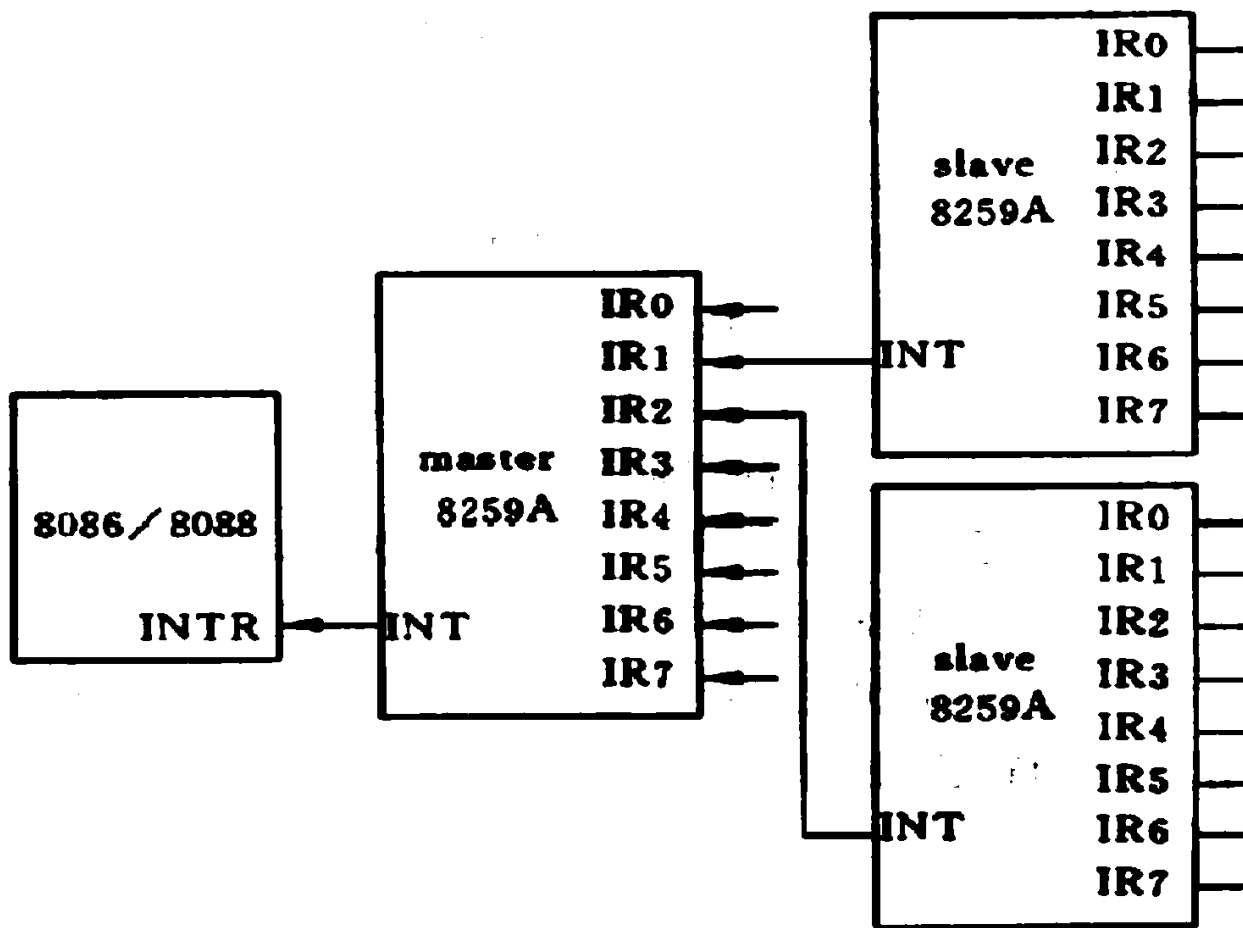 8086/8088
INTR
master
8259A
INT
IR0
IR1
IR2
IR3
IR4
IR5
IR6
IR7
slave
8259A
INT
IR0
IR1
IR2
IR3
IR4
IR5
IR6
IR7
slave
8259A
INT
IR0
IR1
IR2
IR3
IR4
IR5
IR6
IR7